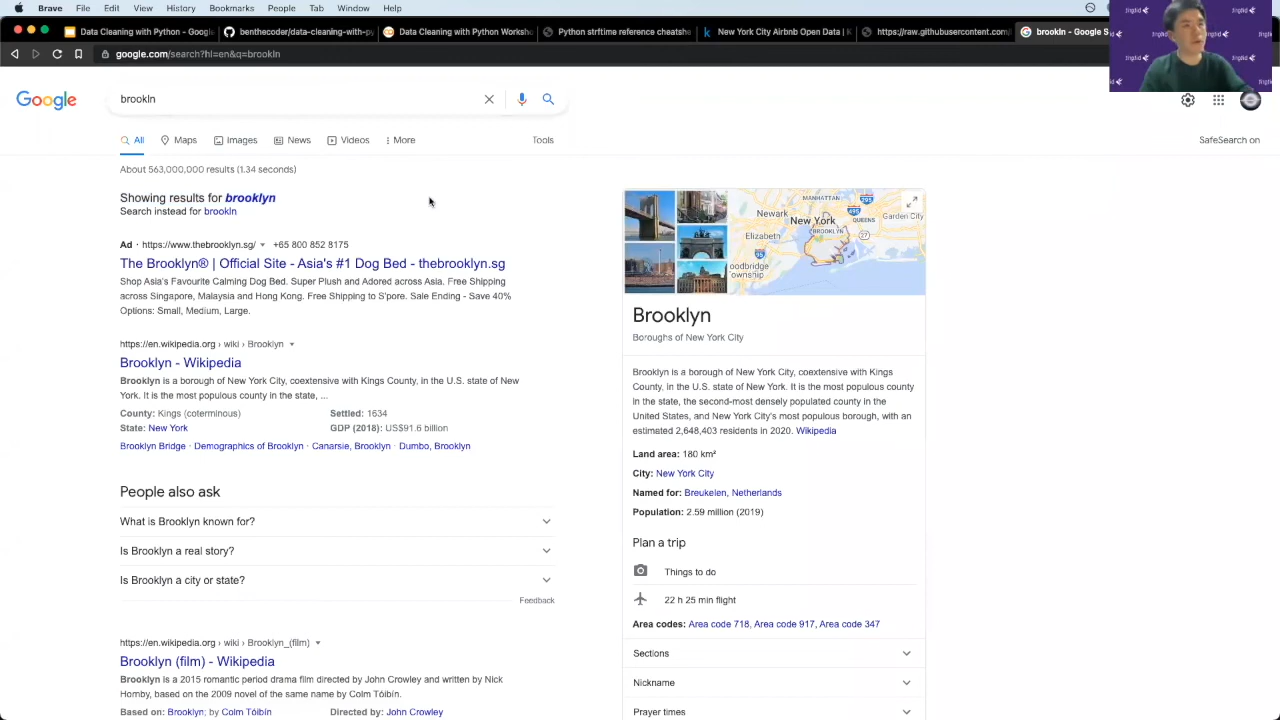 View History Bookmarks Profiles Tab Window Help
Data Cleaning with Python - Googl
benthecoder/data-cleaning-with-py
Data Cleaning with Python Worksho
Python strftime reference cheatshe
New York City Airbnb Open Data | K
https://raw.githubusercontent.com/
brookln - Google S
google.com/search?hl=en&q=brookln
Google
brookln
All Maps Images News Videos More Tools SafeSearch on
About 563,000,000 results (1.34 seconds)
Showing results for brooklyn
Search instead for brookln
Ad · https://www.thebrooklyn.sg/ +65 800 852 8175
The Brooklyn® | Official Site - Asia's #1 Dog Bed - thebrooklyn.sg
Shop Asia's Favourite Calming Dog Bed. Super Plush and Adored across Asia. Free Shipping
across Singapore, Malaysia and Hong Kong. Free Shipping to S'pore. Sale Ending - Save 40%
Options: Small, Medium, Large.
https://en.wikipedia.org › wiki › Brooklyn
Brooklyn - Wikipedia
Brooklyn is a borough of New York City, coextensive with Kings County, in the U.S. state of New
York. It is the most populous county in the state, ...
County: Kings (coterminous) Settled: 1634
State: New York GDP (2018): US$91.6 billion
Brooklyn Bridge · Demographics of Brooklyn · Canarsie, Brooklyn · Dumbo, Brooklyn
People also ask
What is Brooklyn known for?
Is Brooklyn a real story?
Is Brooklyn a city or state?
Feedback
https://en.wikipedia.org › wiki › Brooklyn_(film)
Brooklyn (film) - Wikipedia
Brooklyn is a 2015 romantic period drama film directed by John Crowley and written by Nick
Hornby, based on the 2009 novel of the same name by Colm Tóibín.
Based on: Brooklyn; by Colm Tóibín Directed by: John Crowley
MANHATTAN
Newark
New York
QUEENS
Garden City
Elizabeth
BROOKLYN
27
oodbridge
Township
Brooklyn
Boroughs of New York City
Brooklyn is a borough of New York City, coextensive with Kings
County, in the U.S. state of New York. It is the most populous county
in the state, the second-most densely populated county in the
United States, and New York City's most populous borough, with an
estimated 2,648,403 residents in 2020. Wikipedia
Land area: 180 km²
City: New York City
Named for: Breukelen, Netherlands
Population: 2.59 million (2019)
Plan a trip
Things to do
22 h 25 min flight
Area codes: Area code 718, Area code 917, Area code 347
Sections
Nickname
Prayer times